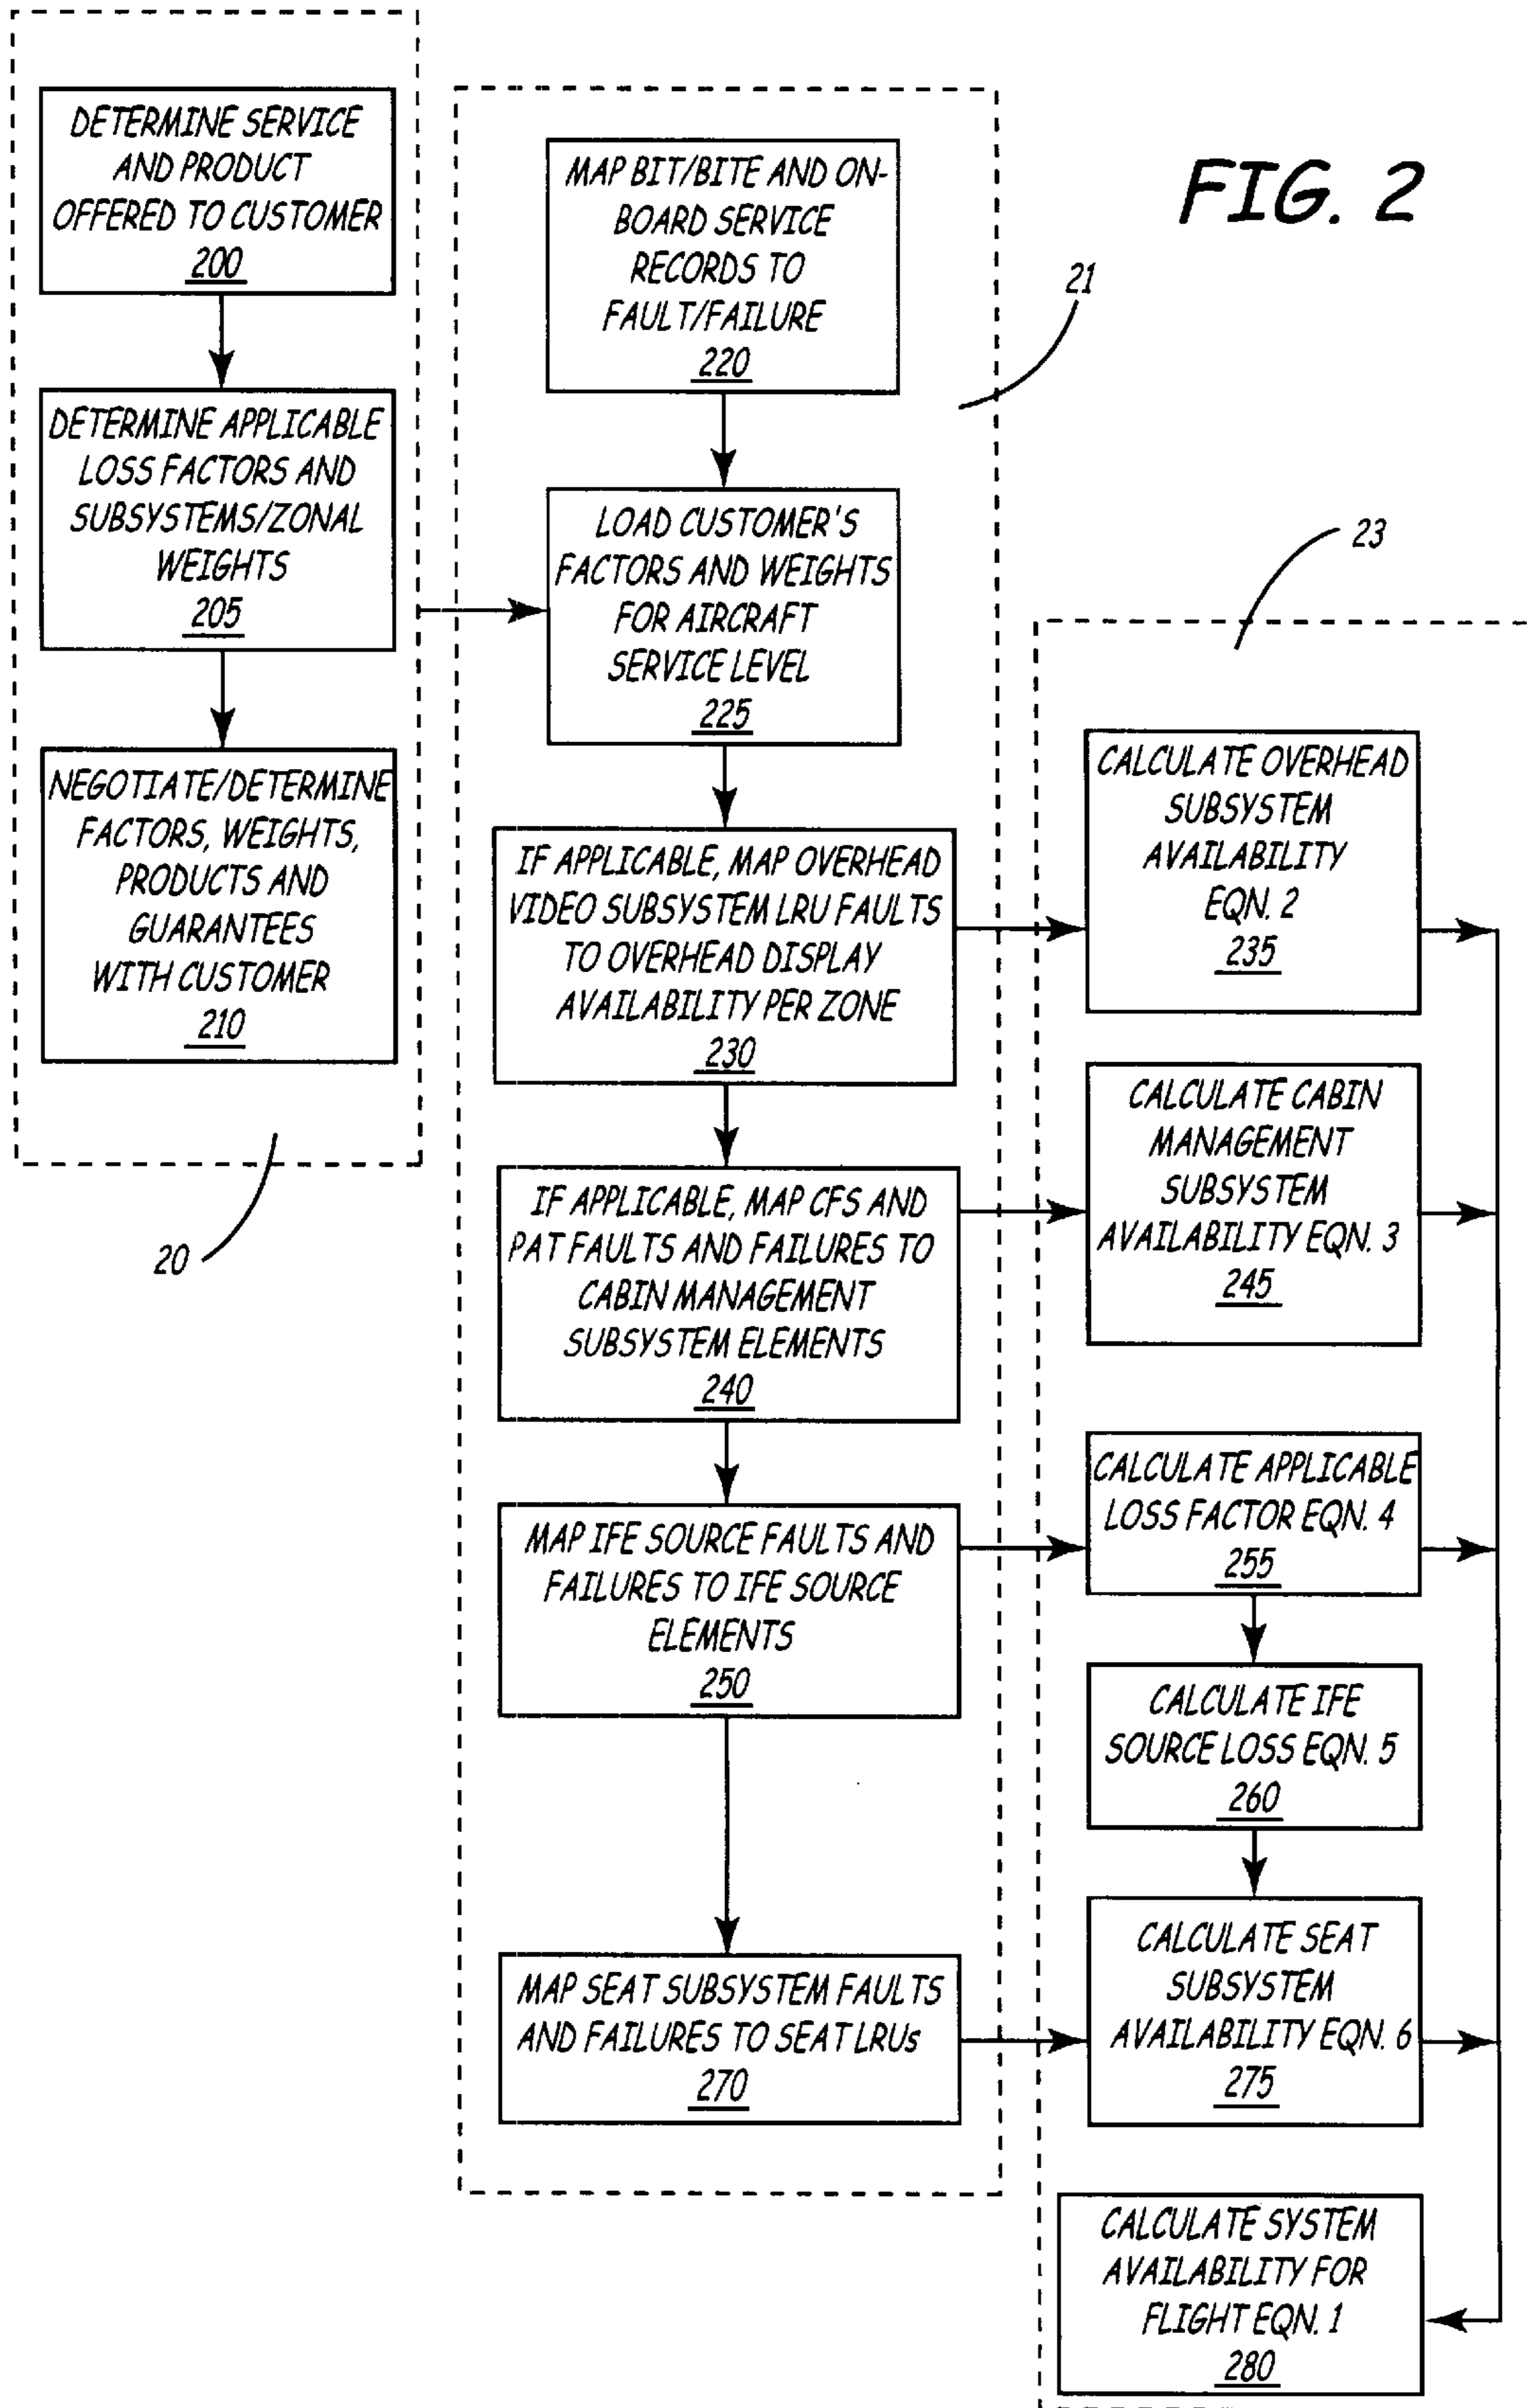 DETERMINE SERVICE
AND PRODUCT
OFFERED TO CUSTOMER
200
DETERMINE APPLICABLE
LOSS FACTORS AND
SUBSYSTEMS/ZONAL
WEIGHTS
205
NEGOTIATE/DETERMINE
FACTORS, WEIGHTS,
PRODUCTS AND
GUARANTEES
WITH CUSTOMER
210
20
MAP BIT/BITE AND ON-
BOARD SERVICE
RECORDS TO
FAULT/FAILURE
220
LOAD CUSTOMER'S
FACTORS AND WEIGHTS
FOR AIRCRAFT
SERVICE LEVEL
225
IF APPLICABLE, MAP OVERHEAD
VIDEO SUBSYSTEM LRU FAULTS
TO OVERHEAD DISPLAY
AVAILABILITY PER ZONE
230
IF APPLICABLE, MAP CFS AND
PAT FAULTS AND FAILURES TO
CABIN MANAGEMENT
SUBSYSTEM ELEMENTS
240
MAP IFE SOURCE FAULTS AND
FAILURES TO IFE SOURCE
ELEMENTS
250
MAP SEAT SUBSYSTEM FAULTS
AND FAILURES TO SEAT LRUs
270
FIG. 2
21
23
CALCULATE OVERHEAD
SUBSYSTEM
AVAILABILITY
EQN. 2
235
CALCULATE CABIN
MANAGEMENT
SUBSYSTEM
AVAILABILITY EQN. 3
245
CALCULATE APPLICABLE
LOSS FACTOR EQN. 4
255
CALCULATE IFE
SOURCE LOSS EQN. 5
260
CALCULATE SEAT
SUBSYSTEM
AVAILABILITY EQN. 6
275
CALCULATE SYSTEM
AVAILABILITY FOR
FLIGHT EQN. 1
280